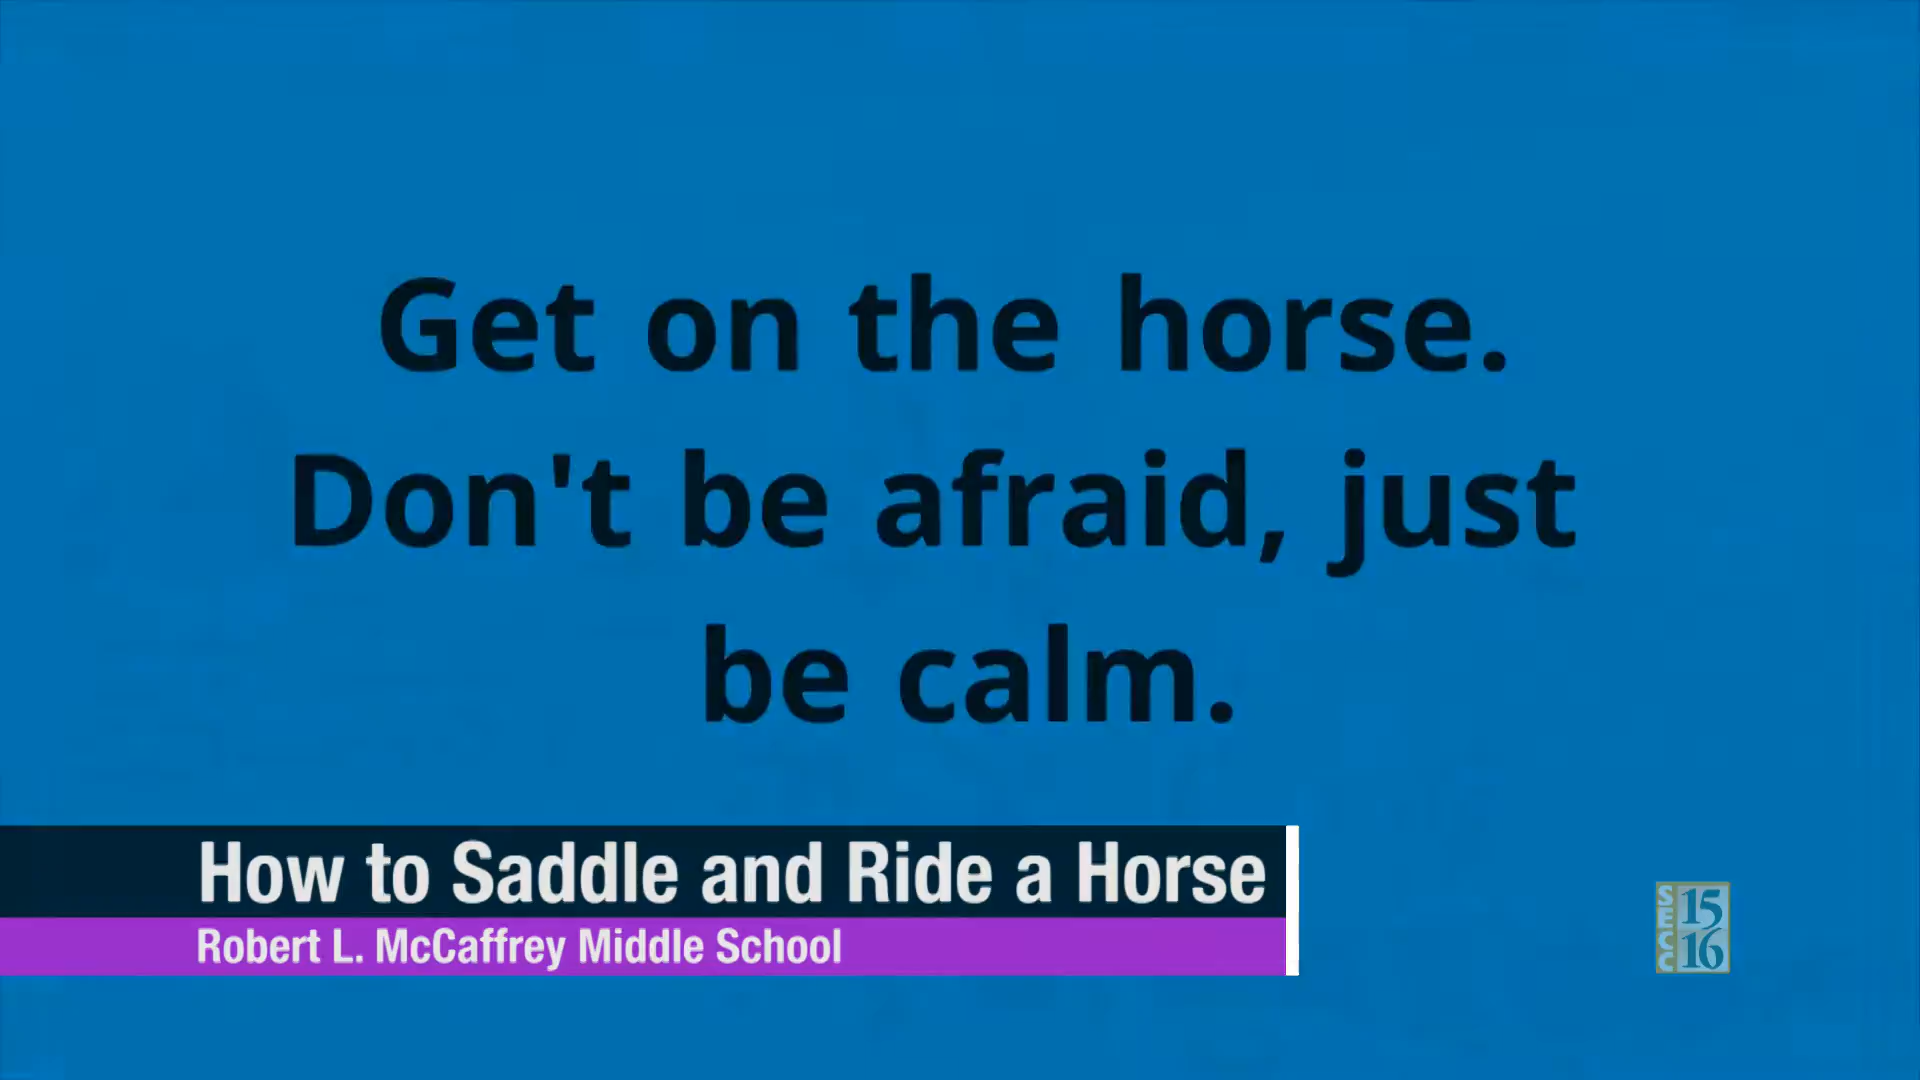 Get on the horse.
Don't be afraid, just
be calm.
How to Saddle and Ride a Horse
Robert L. McCaffrey Middle School
SECC
15
16